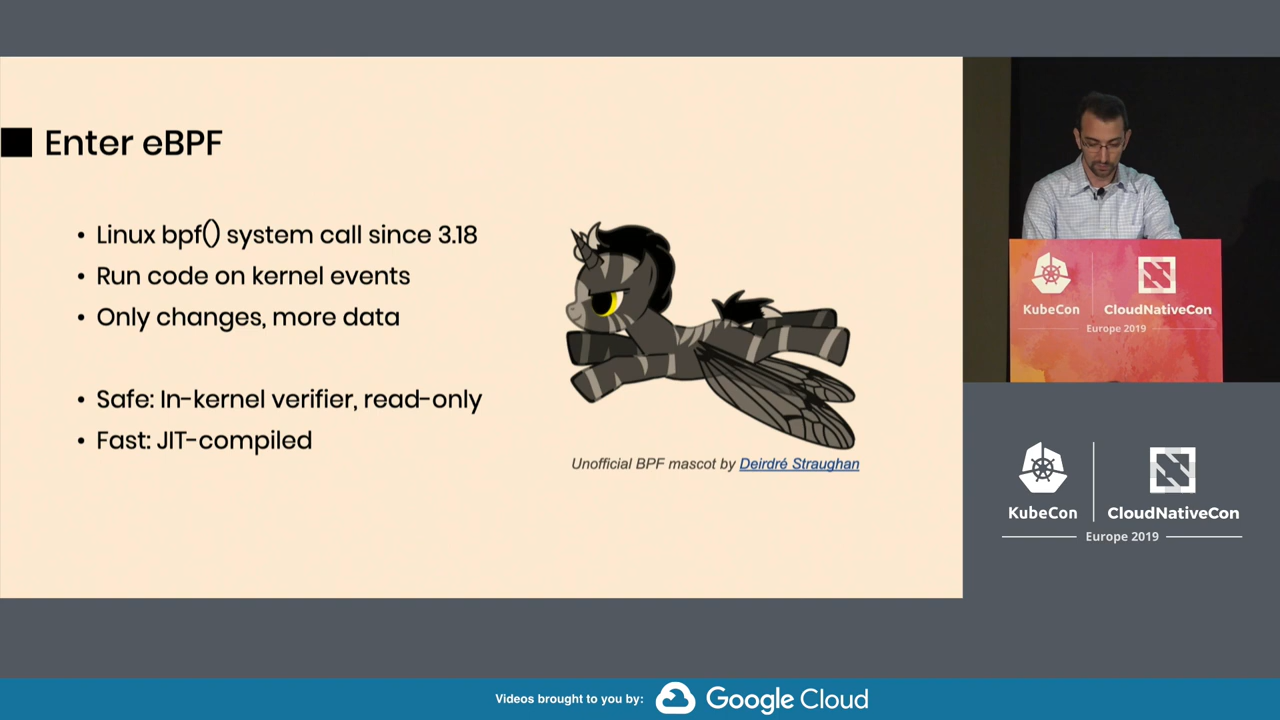 Enter eBPF
• Linux bpf() system call since 3.18
• Run code on kernel events
• Only changes, more data
• Safe: In-kernel verifier, read-only
• Fast: JIT-compiled
Unofficial BPF mascot by Deirdré Straughan
KubeCon
CloudNativeCon
Europe 2019
KubeCon
CloudNativeCon
Europe 2019
Videos brought to you by: Google Cloud